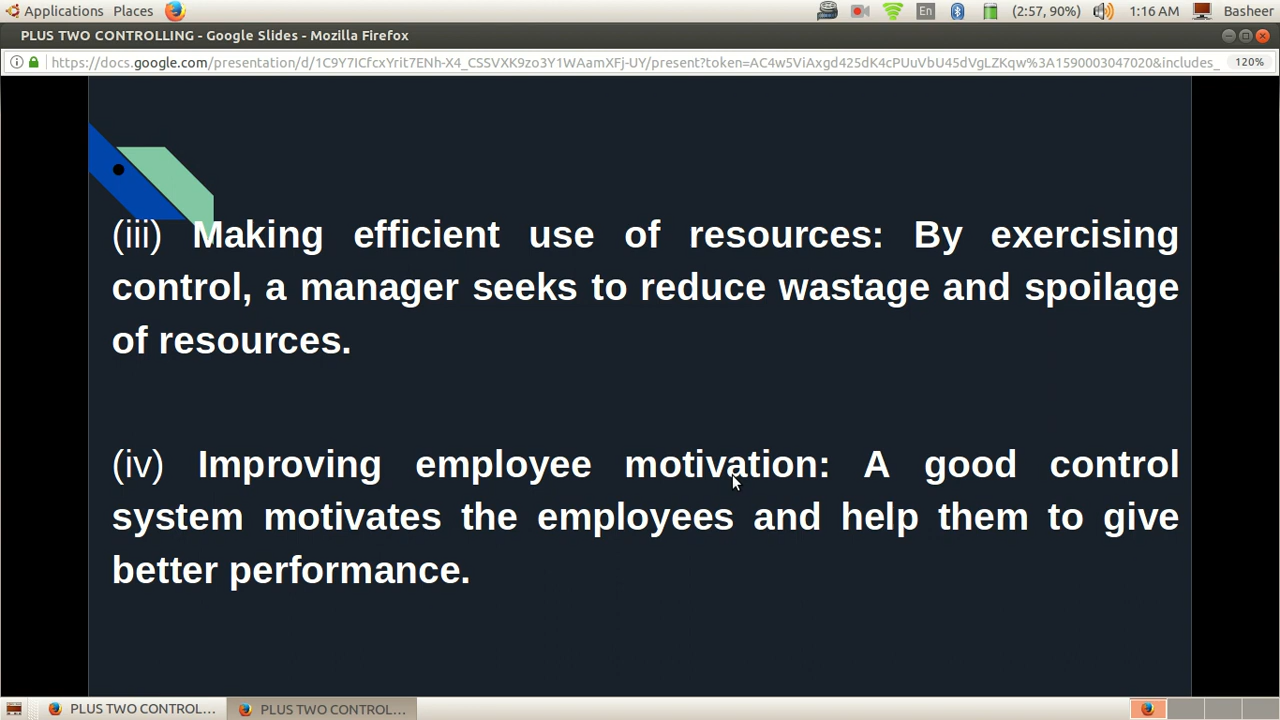 Applications Places En (2:57, 90%) 1:16 AM Basheer
PLUS TWO CONTROLLING - Google Slides - Mozilla Firefox
https://docs.google.com/presentation/d/1C9Y7ICfcxYrit7ENh-X4_CSSVXK9zo3Y1WAamXFj-UY/present?token=AC4w5ViAxgd425dK4cPUuVbU45dVgLZKqw%3A1590003047020&includes_ 120%
(iii) Making efficient use of resources: By exercising
control, a manager seeks to reduce wastage and spoilage
of resources.
(iv) Improving employee motivation: A good control
system motivates the employees and help them to give
better performance.
PLUS TWO CONTROL... PLUS TWO CONTROL...